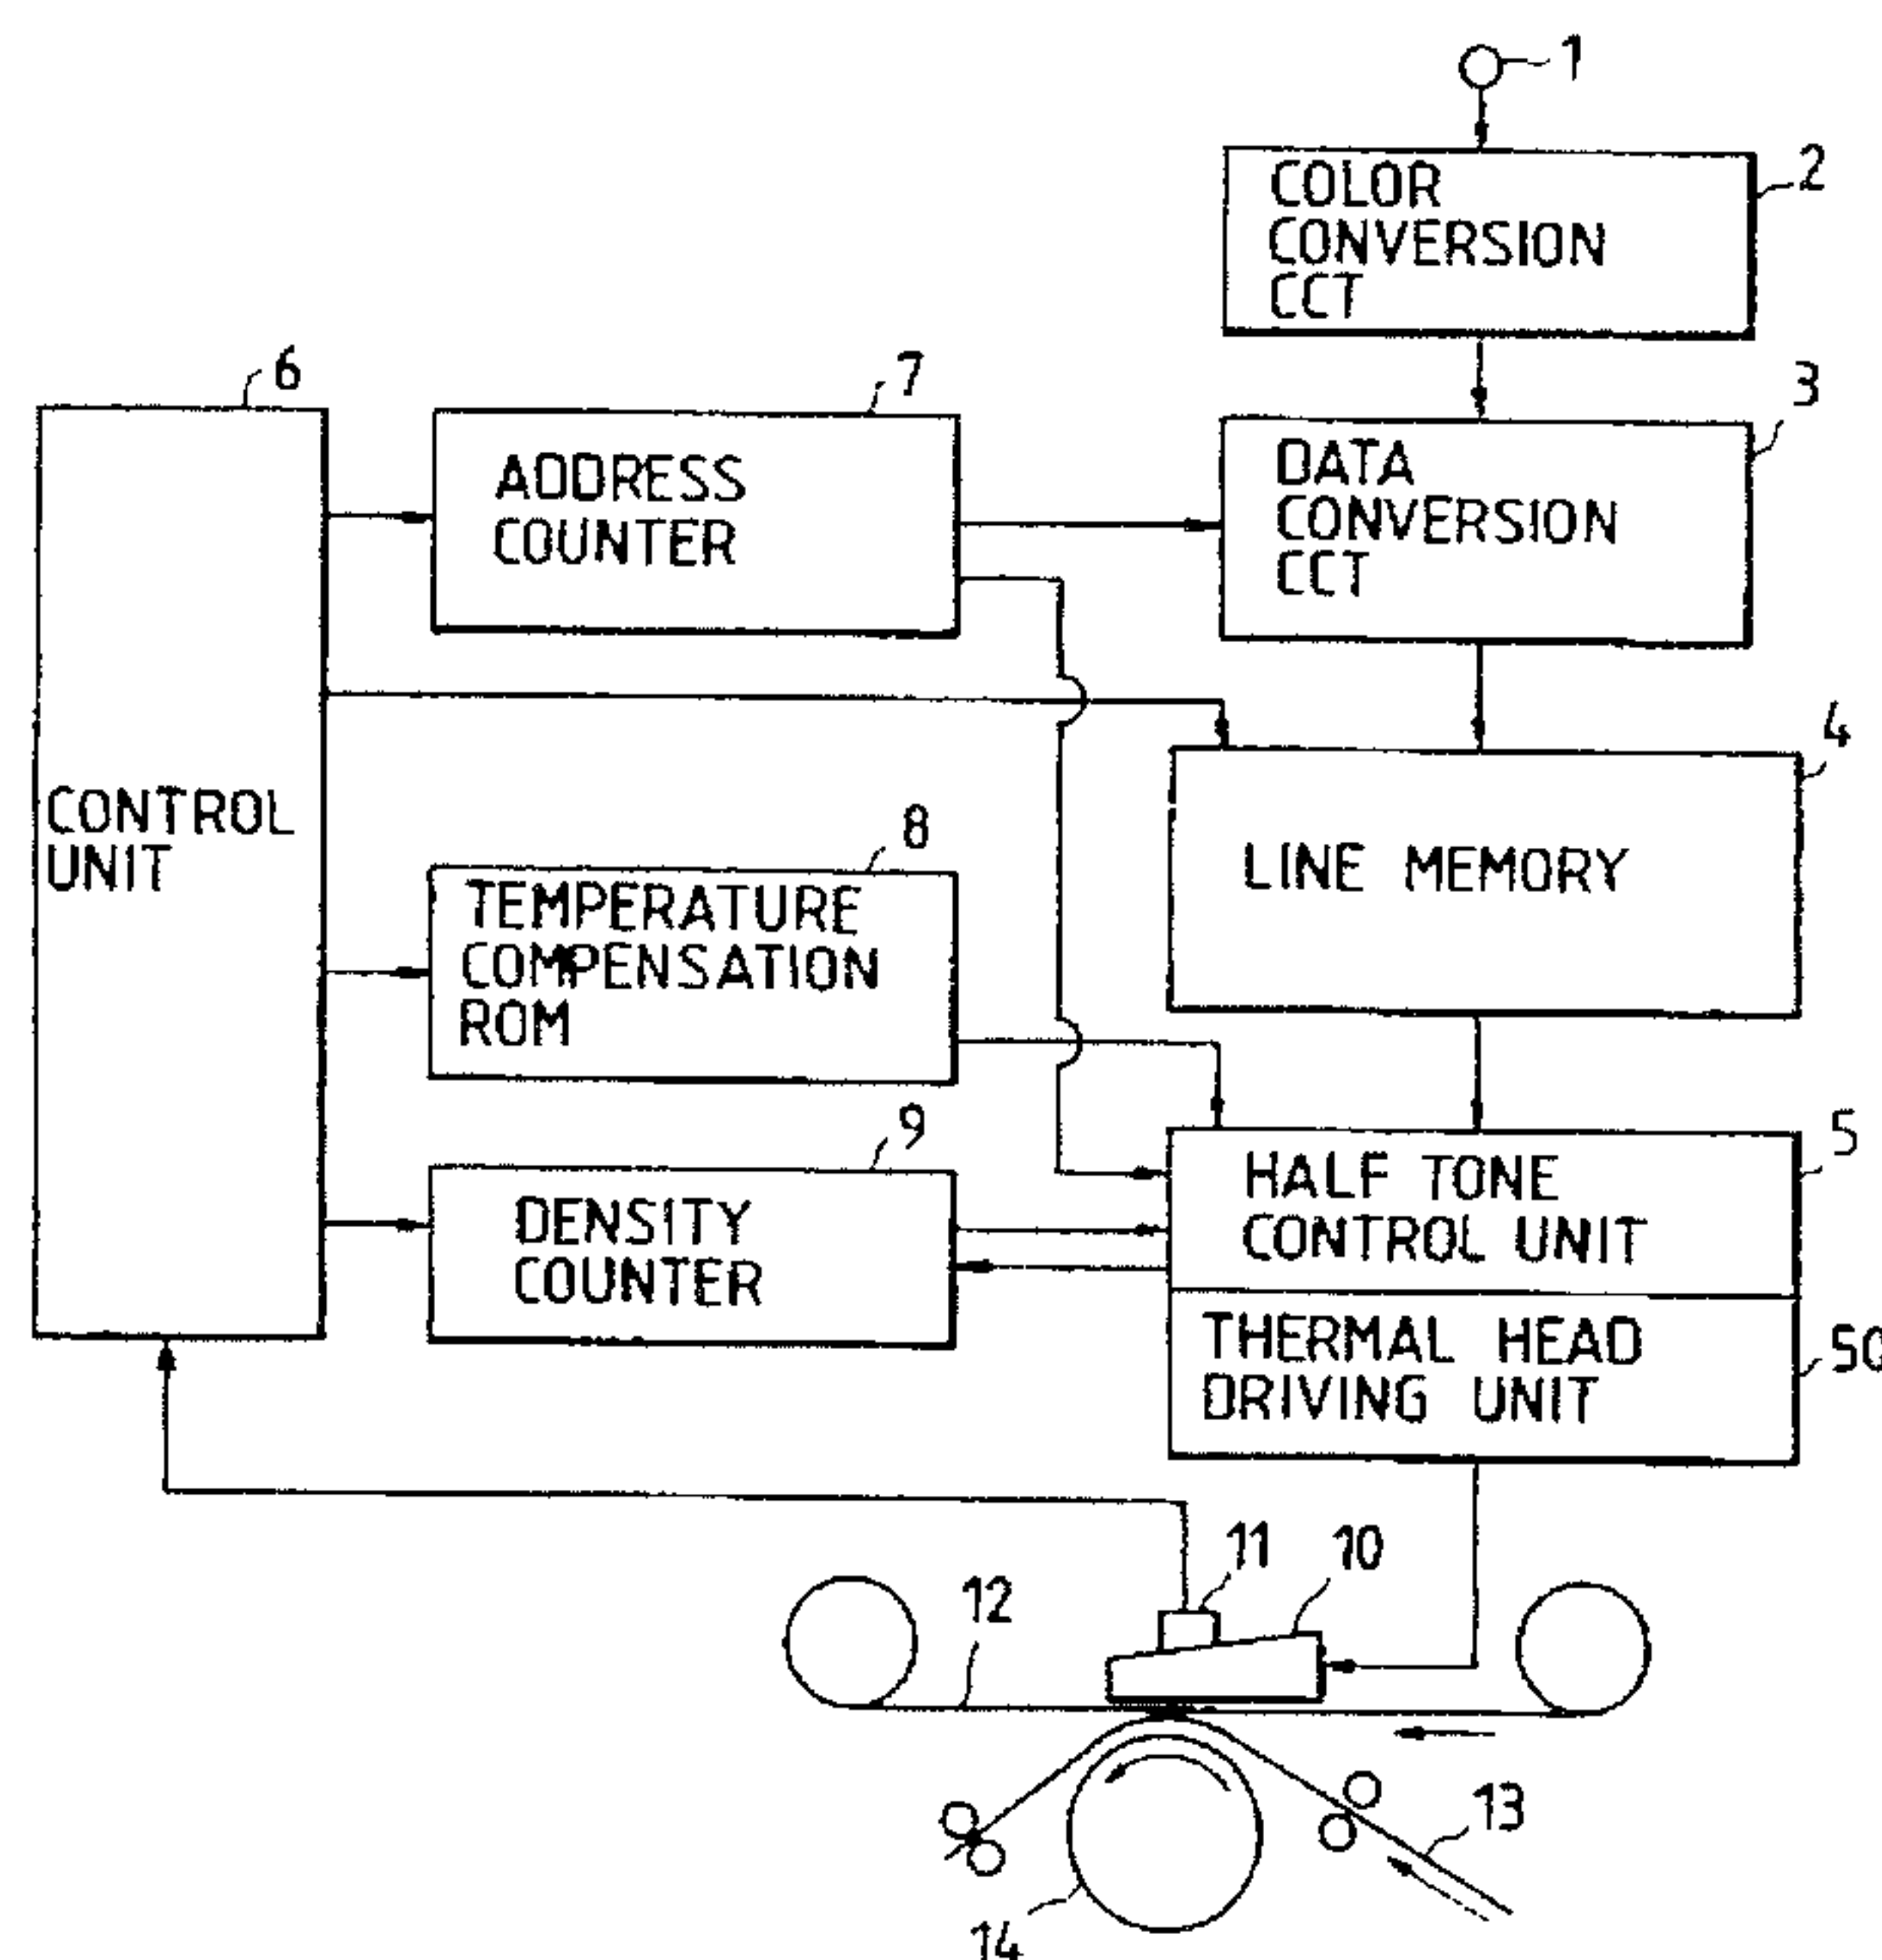 1
COLOR
CONVERSION
CCT
2
6
7
3
ADDRESS
COUNTER
DATA
CONVERSION
CCT
4
CONTROL
UNIT
8
LINE MEMORY
TEMPERATURE
COMPENSATION
ROM
9
5
HALF TONE
CONTROL UNIT
DENSITY
COUNTER
THERMAL HEAD
DRIVING UNIT
50
11
10
12
13
14